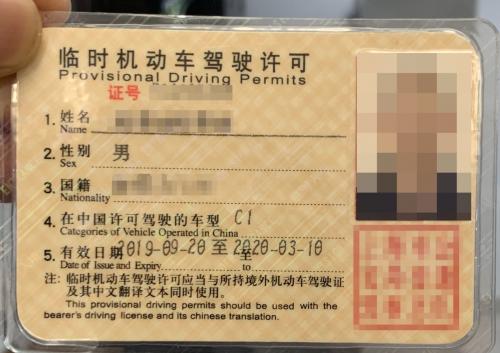 临时机动车驾驶许可
Provisional Driving Permits
证号
1. 姓名
Name
2. 性别 男
Sex
3. 国籍
Nationality
4. 在中国许可驾驶的车型 C1
Categories of Vehicle Operated in China
5. 有效日期 2019-09-20 至 2020-03-10
Date of Issue and Expiry 至 to
注: 临时机动车驾驶许可应当与所持境外机动车驾驶证
及其中文翻译文本同时使用。
This provisional driving permits should be used with the
bearer's driving license and its chinese translation.